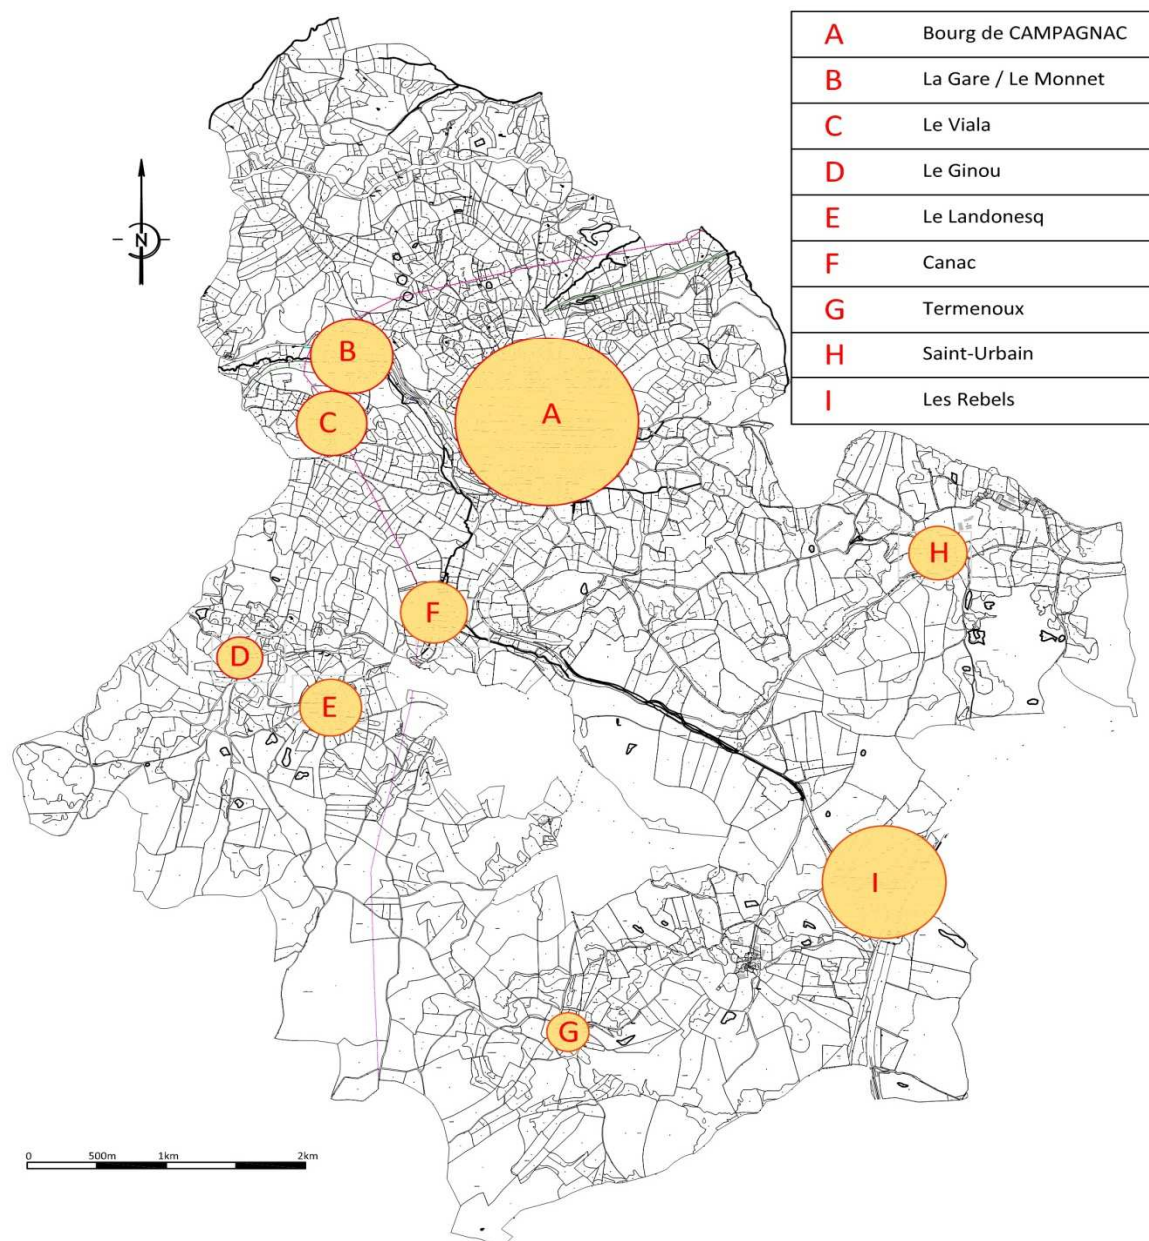 A Bourg de CAMPAGNAC
B La Gare / Le Monnet
C Le Viala
D Le Ginou
E Le Landonesq
F Canac
G Termenoux
H Saint-Urbain
I Les Rebels
N
B
A
C
H
F
D
E
I
G
0 500m 1km 2km